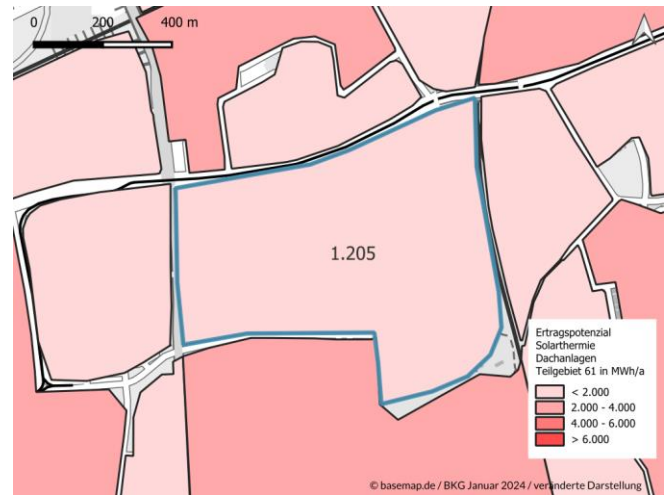 0 200 400 m
1.205
Ertragspotenzial
Solarthermie
Dachanlagen
Teilgebiet 61 in MWh/a
< 2.000
2.000 - 4.000
4.000 - 6.000
> 6.000
© basemap.de / BKG Januar 2024 / veränderte Darstellung